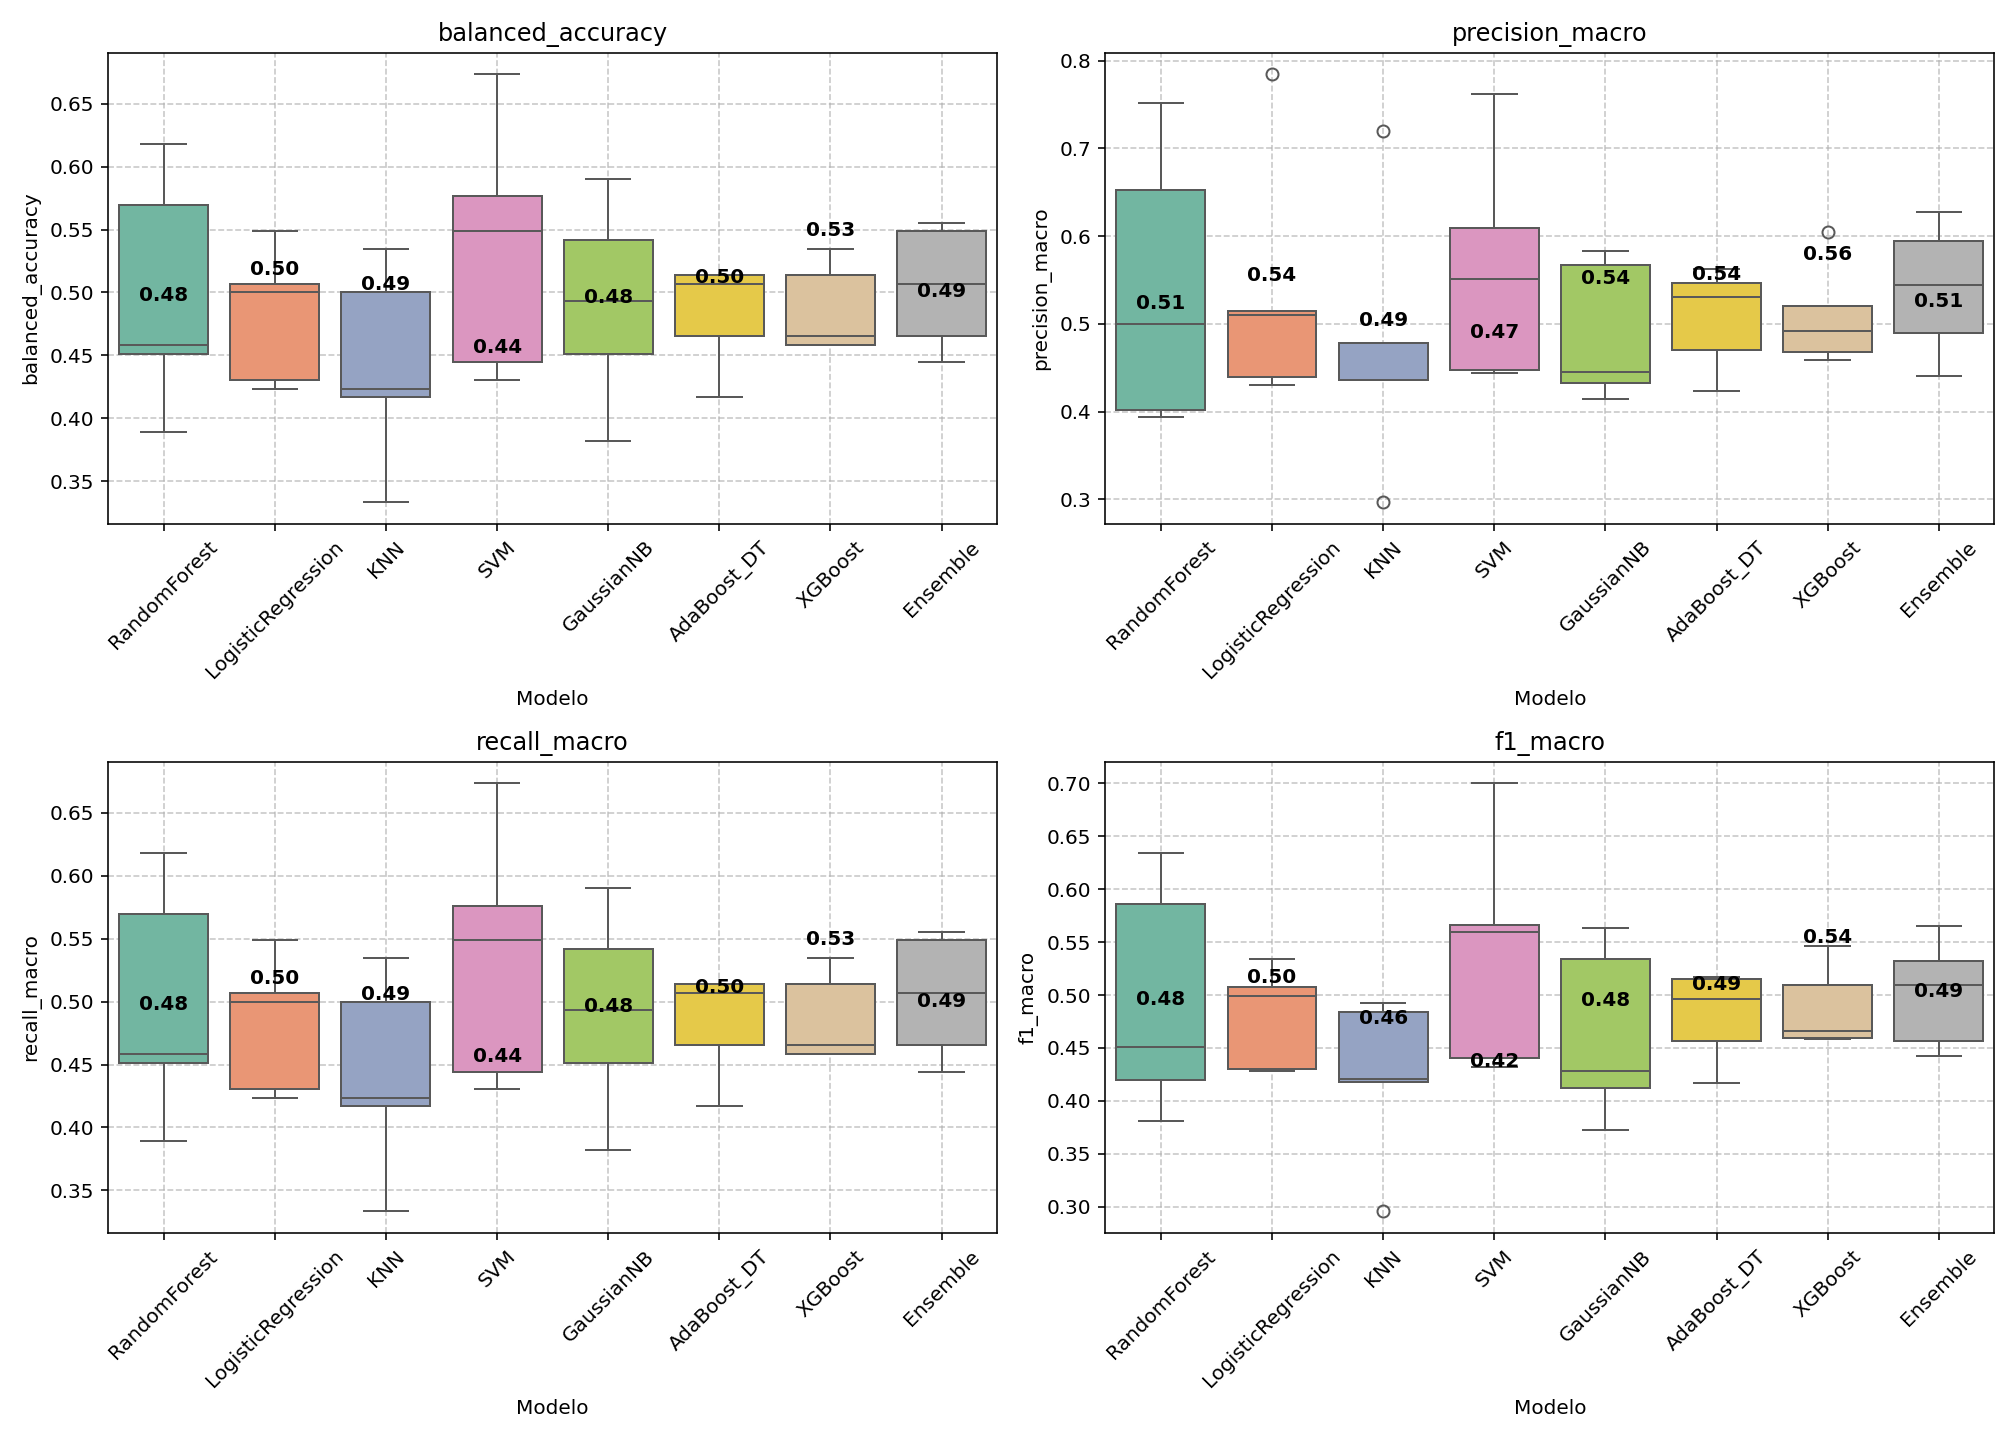 balanced_accuracy
balanced_accuracy
0.65
0.60
0.55
0.50
0.45
0.40
0.35
0.48
0.50
0.49
0.44
0.48
0.50
0.53
0.49
RandomForest
LogisticRegression
KNN
SVM
GaussianNB
AdaBoost_DT
XGBoost
Ensemble
Modelo
precision_macro
precision_macro
0.8
0.7
0.6
0.5
0.4
0.3
0.51
0.54
0.49
0.47
0.54
0.54
0.56
0.51
RandomForest
LogisticRegression
KNN
SVM
GaussianNB
AdaBoost_DT
XGBoost
Ensemble
Modelo
recall_macro
recall_macro
0.65
0.60
0.55
0.50
0.45
0.40
0.35
0.48
0.50
0.49
0.44
0.48
0.50
0.53
0.49
RandomForest
LogisticRegression
KNN
SVM
GaussianNB
AdaBoost_DT
XGBoost
Ensemble
Modelo
f1_macro
f1_macro
0.70
0.65
0.60
0.55
0.50
0.45
0.40
0.35
0.30
0.48
0.50
0.46
0.42
0.48
0.49
0.54
0.49
RandomForest
LogisticRegression
KNN
SVM
GaussianNB
AdaBoost_DT
XGBoost
Ensemble
Modelo